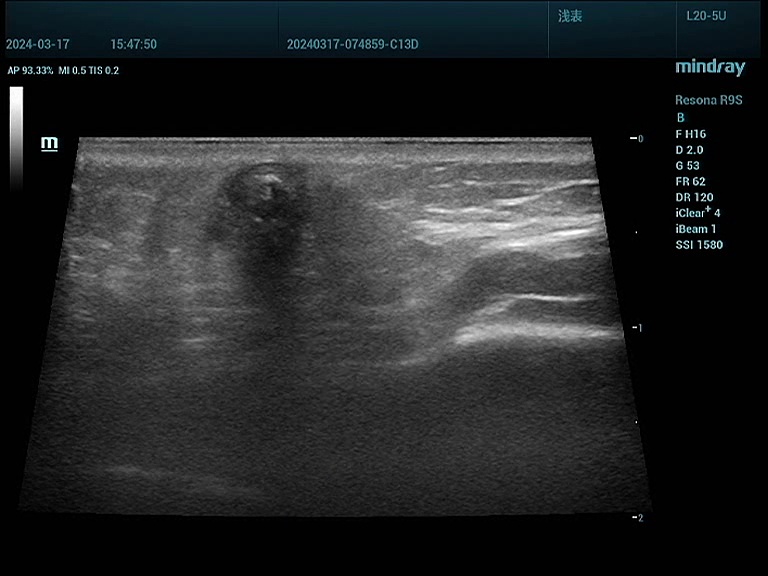 浅表
L20-5U
2024-03-17 15:47:50 20240317-074859-C13D
AP 93.33% MI 0.5 TIS 0.2
mindray
Resona R9S
B
F H16
D 2.0
G 53
FR 62
DR 120
iClear+ 4
iBeam 1
SSI 1580
m
0
1
2